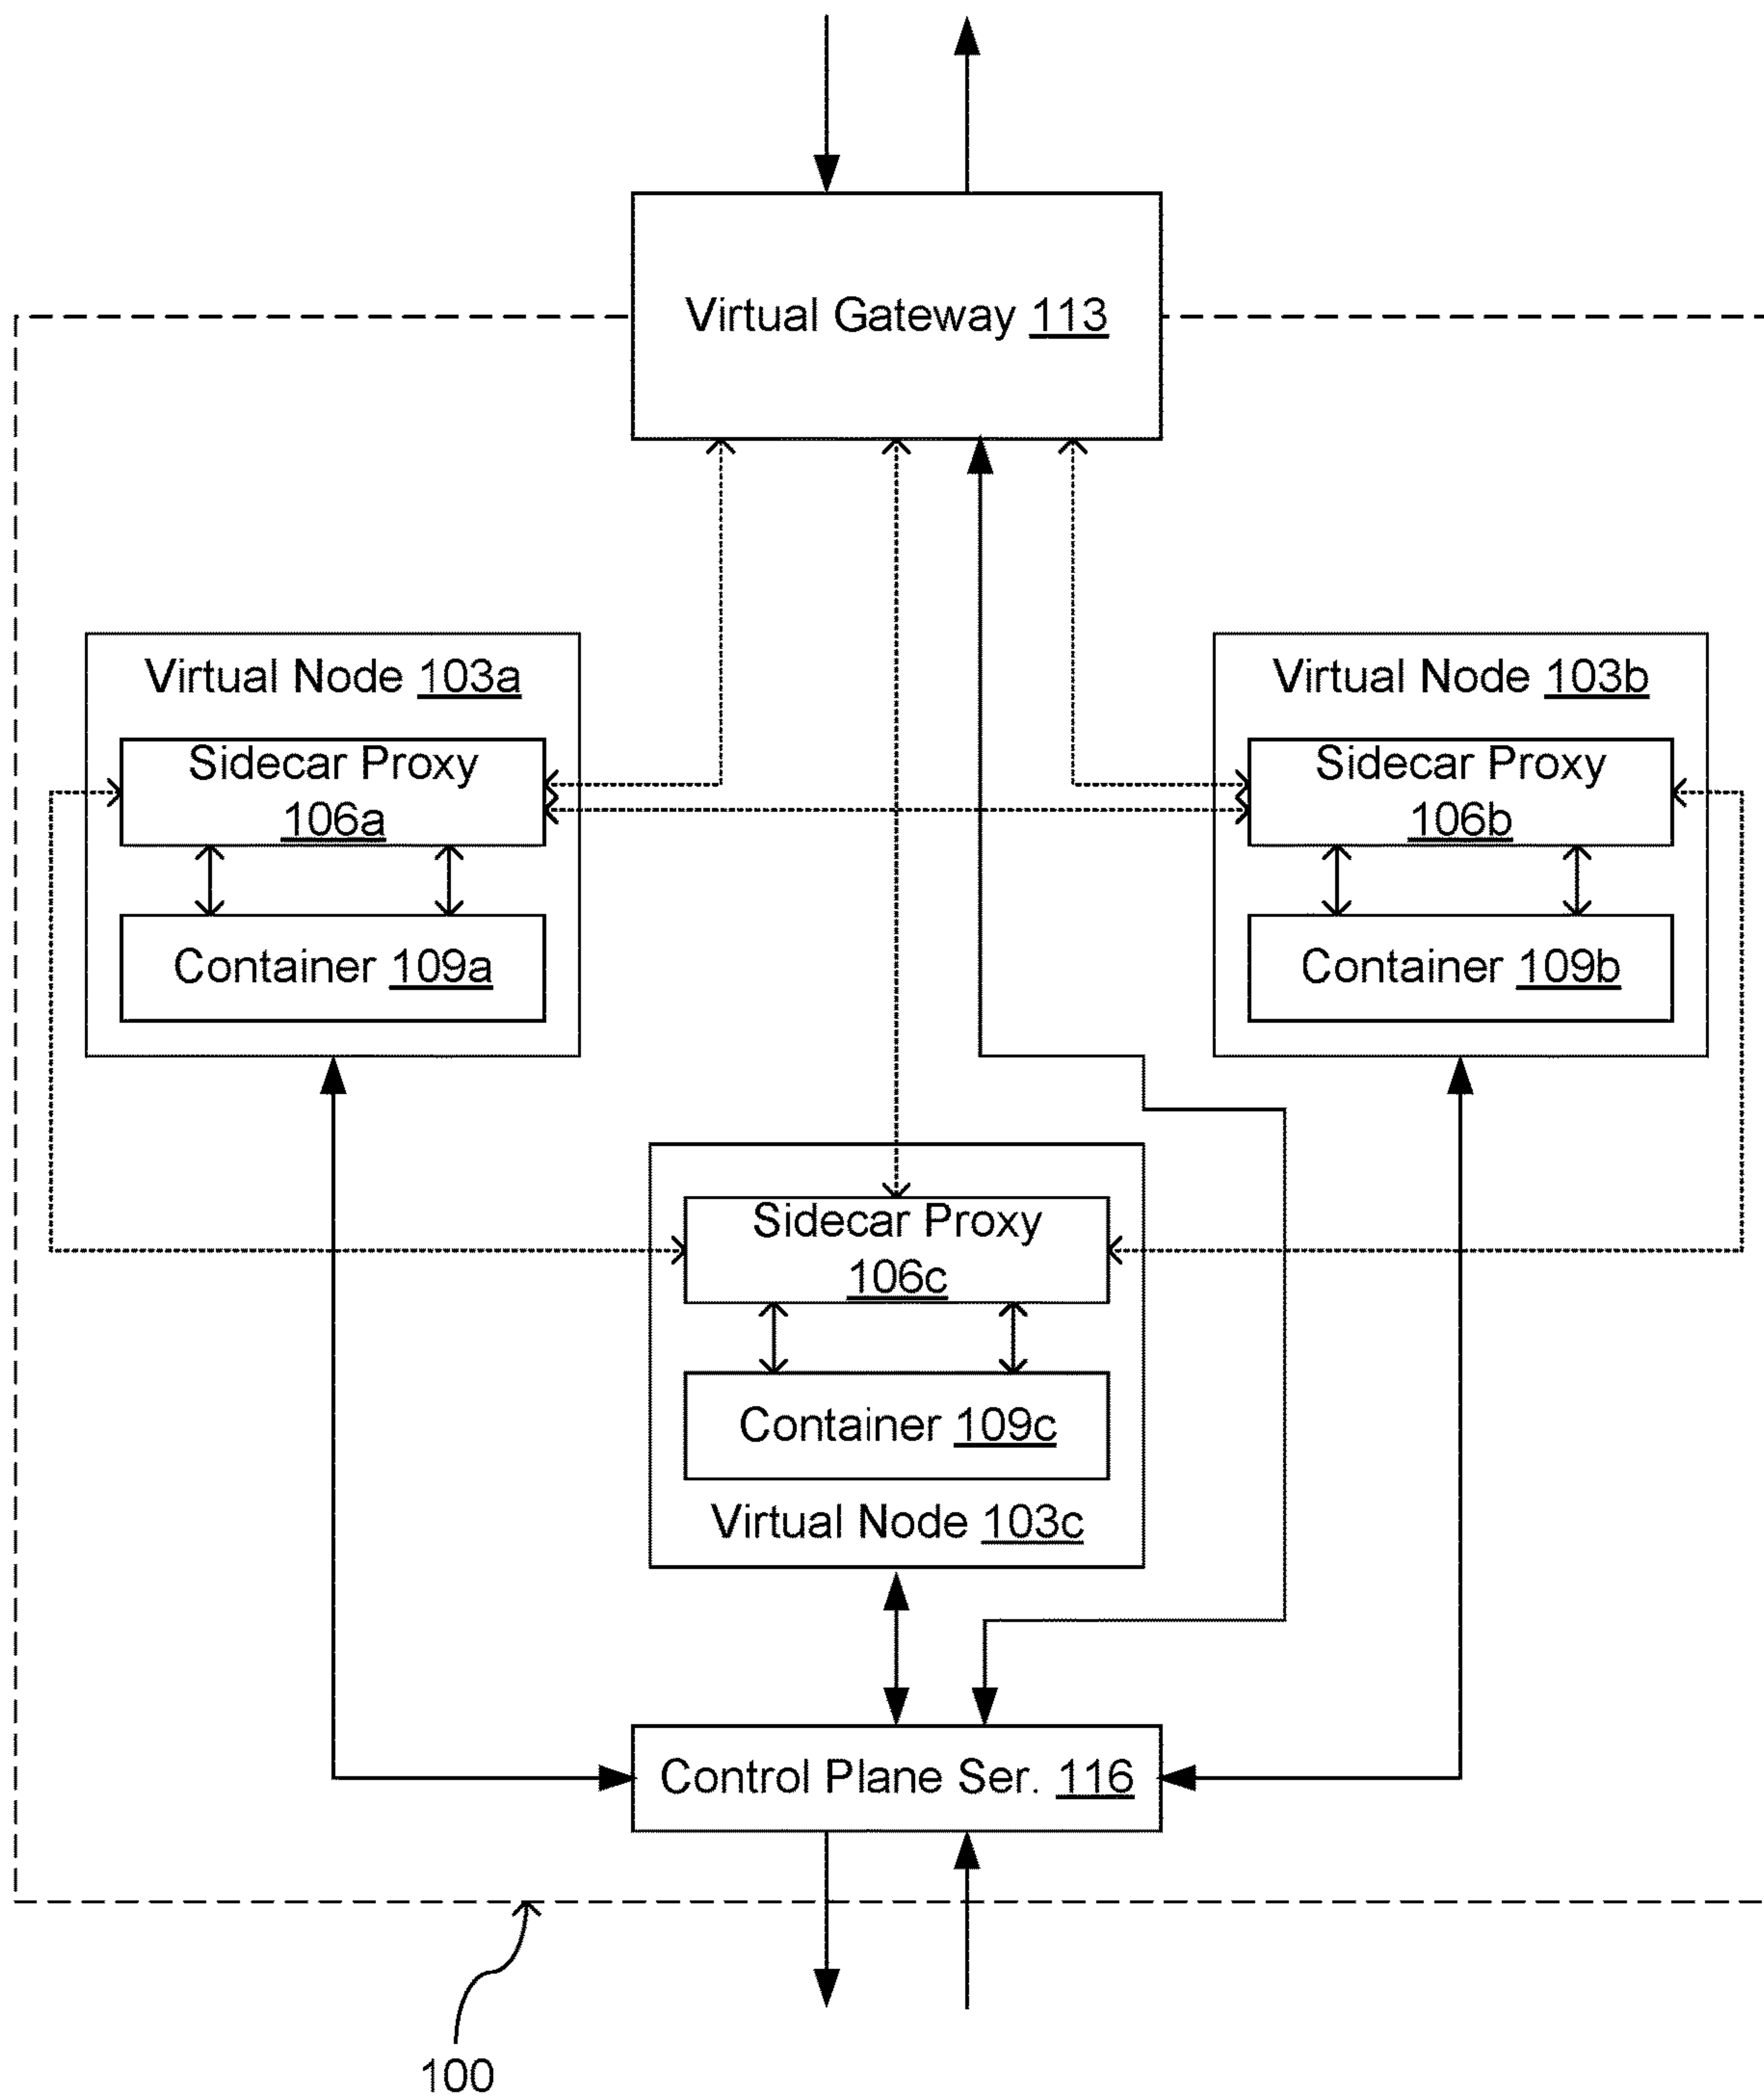 Virtual Gateway 113
Virtual Node 103a
Sidecar Proxy
106a
Container 109a
Virtual Node 103b
Sidecar Proxy
106b
Container 109b
Sidecar Proxy
106c
Container 109c
Virtual Node 103c
Control Plane Ser. 116
100